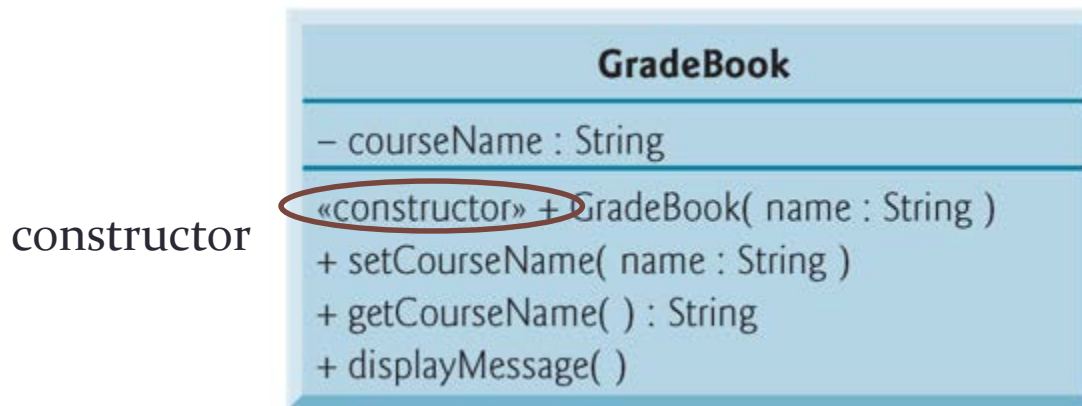 GradeBook
– courseName : String
constructor
«constructor» + GradeBook( name : String )
+ setCourseName( name : String )
+ getCourseName( ) : String
+ displayMessage( )